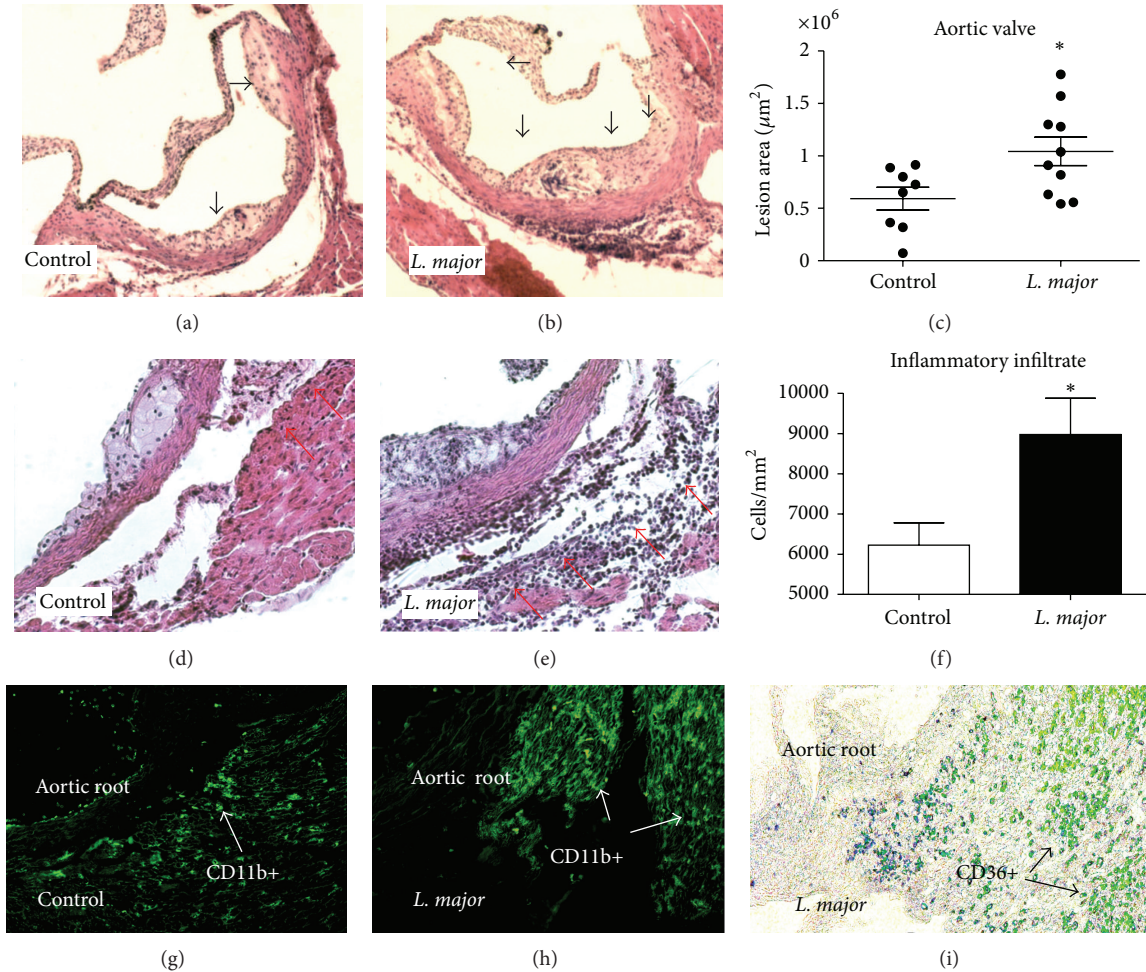 Control
(a)
L. major
(b)
×10⁶
Aortic valve
*
2
1.5
1
0.5
0
Lesion area (μm²)
Control
L. major
(c)
Control
(d)
L. major
(e)
Inflammatory infiltrate
*
10000
9000
8000
7000
6000
5000
Cells/mm²
Control
L. major
(f)
Aortic root
CD11b+
Control
(g)
Aortic root
CD11b+
L. major
(h)
Aortic root
CD36+
L. major
(i)